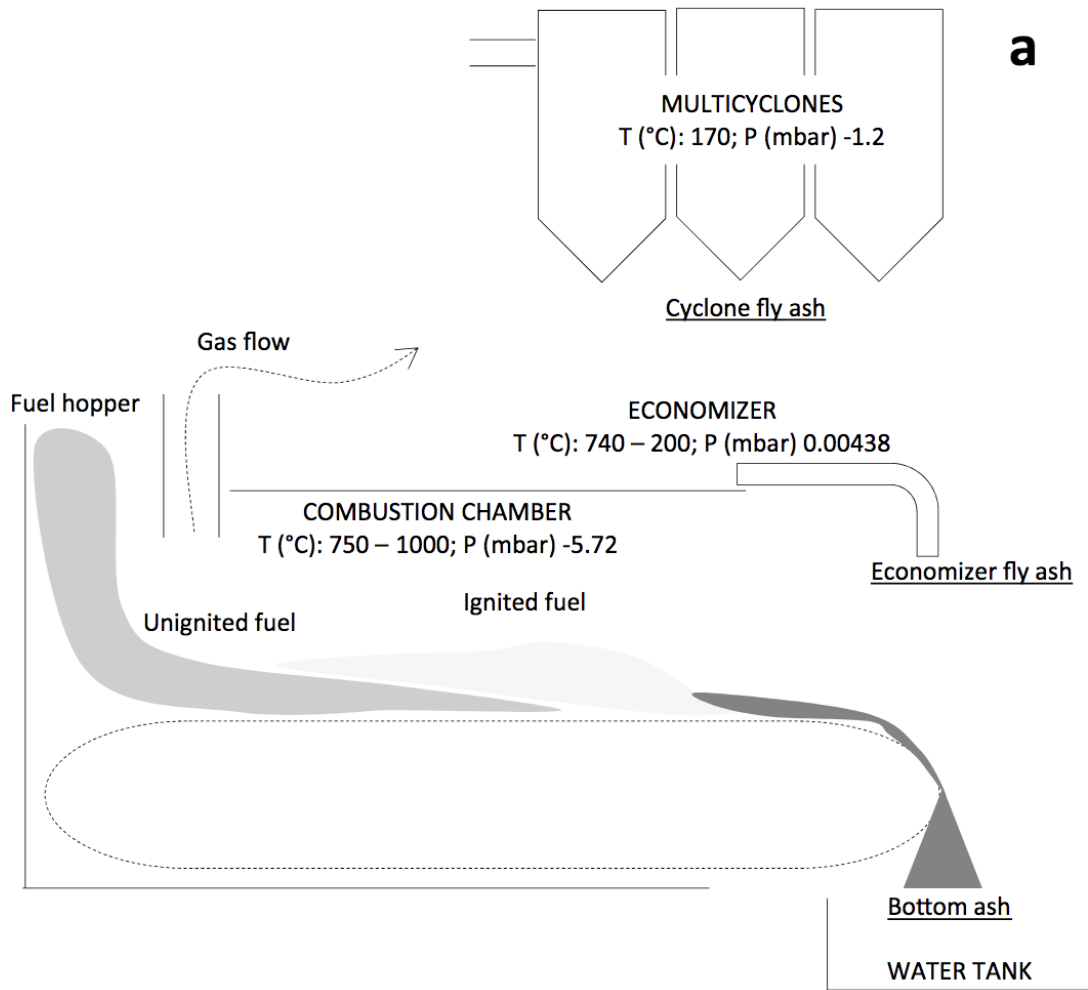 a
MULTICYCLONES
T (°C): 170; P (mbar) -1.2
Cyclone fly ash
Gas flow
Fuel hopper
ECONOMIZER
T (°C): 740 – 200; P (mbar) 0.00438
COMBUSTION CHAMBER
T (°C): 750 – 1000; P (mbar) -5.72
Economizer fly ash
Ignited fuel
Unignited fuel
Bottom ash
WATER TANK